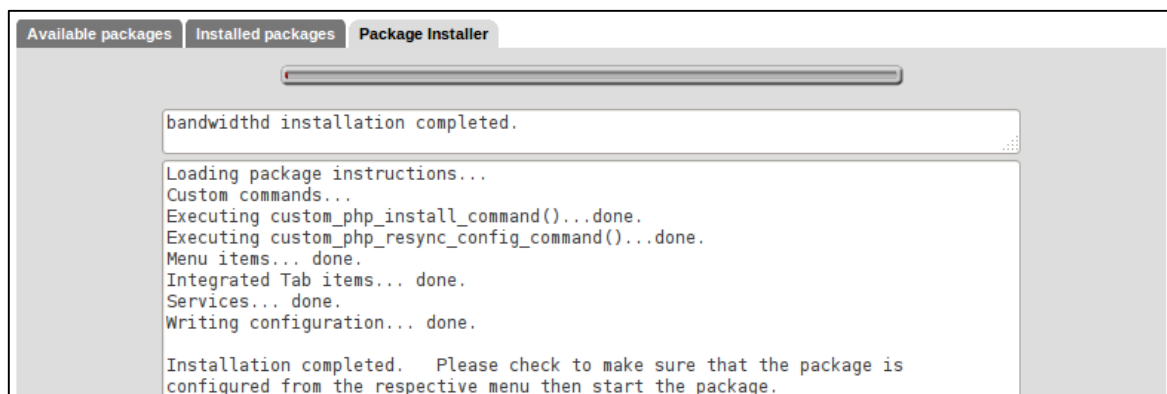 Available packages Installed packages Package Installer
bandwidthd installation completed.
Loading package instructions...
Custom commands...
Executing custom_php_install_command()...done.
Executing custom_php_resync_config_command()...done.
Menu items... done.
Integrated Tab items... done.
Services... done.
Writing configuration... done.
Installation completed.   Please check to make sure that the package is
configured from the respective menu then start the package.